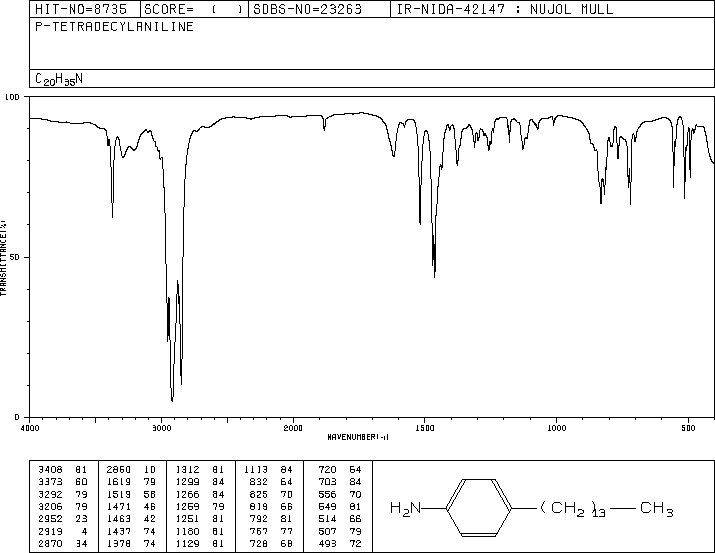 HIT-NO=8735 SCORE= ( ) SDBS-NO=23263 IR-NIDA-42147 : NUJOL MULL
P-TETRADECYLANILINE
C20H35N
100
TRANSMITTANCE(%)
50
0
4000 3000 2000 1500 1000 500
WAVENUMBER(-1)
3408 81 2850 10 1312 81 1113 84 720 64
3373 60 1619 79 1299 84 832 64 703 84
3292 79 1519 58 1266 84 825 70 556 70
3206 79 1471 46 1259 79 819 66 549 81
2952 23 1463 42 1251 81 792 81 514 66
2919 4 1437 74 1180 81 767 77 507 79
2870 34 1378 74 1129 81 728 68 493 72
H2N (CH2)13 CH3